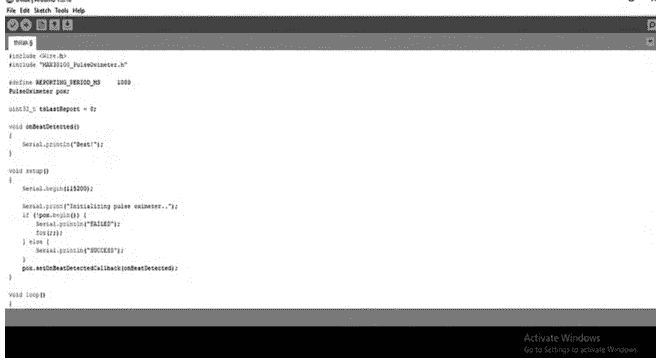 File Edit Sketch Tools Help
thilak §
#include <Wire.h>
#include "MAX30100_PulseOximeter.h"
#define REPORTING_PERIOD_MS 1000
PulseOximeter pox;
uint32_t tsLastReport = 0;
void onBeatDetected()
{
Serial.println("Beat!");
}
void setup()
{
Serial.begin(115200);
Serial.print("Initializing pulse oximeter..");
if (!pox.begin()) {
Serial.println("FAILED");
for(;;);
} else {
Serial.println("SUCCESS");
}
pox.setOnBeatDetectedCallback(onBeatDetected);
}
void loop()
{
Activate Windows
Go to Settings to activate Windows.